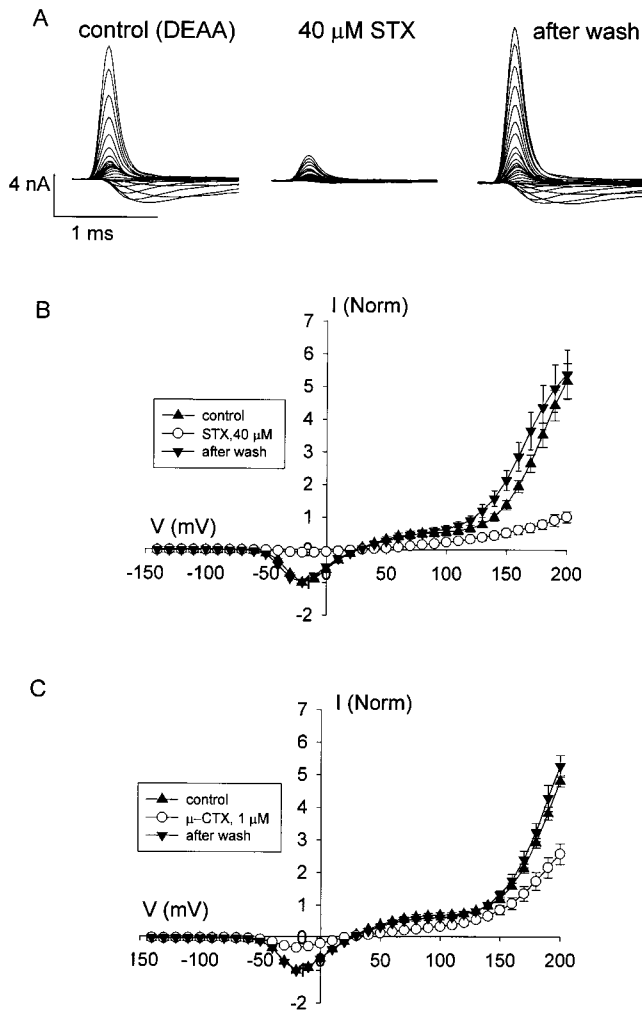 A
control (DEAA) 40 μM STX after wash
4 nA
1 ms
B
I (Norm)
7
6
5
4
3
2
1
0
-2
control
STX,40 μM
after wash
V (mV)
-150 -100 -50 0 50 100 150 200
C
I (Norm)
7
6
5
4
3
2
1
0
-2
control
μ–CTX, 1 μM
after wash
V (mV)
150 -100 -50 0 50 100 150 200